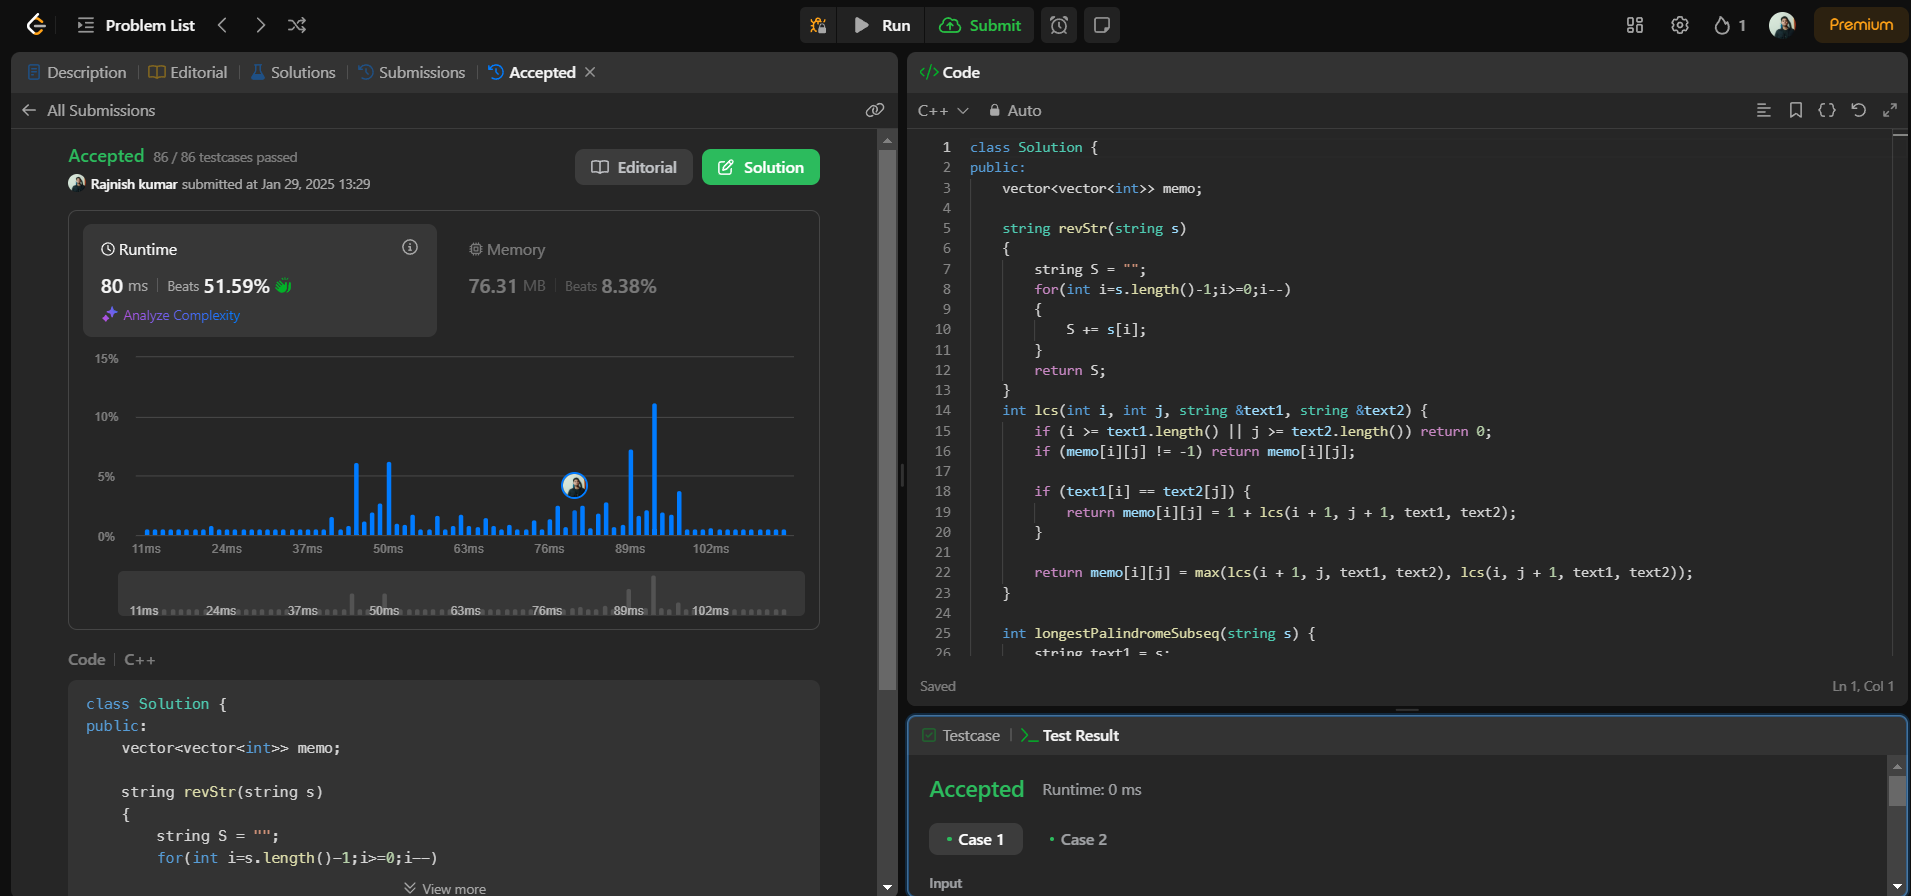 Problem List
Run
Submit
1
Premium
Description
Editorial
Solutions
Submissions
Accepted
All Submissions
Accepted 86 / 86 testcases passed
Rajnish kumar submitted at Jan 29, 2025 13:29
Editorial
Solution
Runtime
80 ms | Beats 51.59%
Analyze Complexity
Memory
76.31 MB | Beats 8.38%
15%
10%
5%
0%
11ms 24ms 37ms 50ms 63ms 76ms 89ms 102ms
11ms 24ms 37ms 50ms 63ms 76ms 89ms 102ms
Code | C++
class Solution {
public:
    vector<vector<int>> memo;
    string revStr(string s)
    {
        string S = "";
        for(int i=s.length()-1;i>=0;i--)
View more
</> Code
C++
Auto
1 class Solution {
2 public:
3     vector<vector<int>> memo;
4
5     string revStr(string s)
6     {
7         string S = "";
8         for(int i=s.length()-1;i>=0;i--)
9         {
10             S += s[i];
11         }
12         return S;
13     }
14     int lcs(int i, int j, string &text1, string &text2) {
15         if (i >= text1.length() || j >= text2.length()) return 0;
16         if (memo[i][j] != -1) return memo[i][j];
17
18         if (text1[i] == text2[j]) {
19             return memo[i][j] = 1 + lcs(i + 1, j + 1, text1, text2);
20         }
21
22         return memo[i][j] = max(lcs(i + 1, j, text1, text2), lcs(i, j + 1, text1, text2));
23     }
24
25     int longestPalindromeSubseq(string s) {
26         string text1 = s;
Saved
Ln 1, Col 1
Testcase
Test Result
Accepted Runtime: 0 ms
Case 1
Case 2
Input